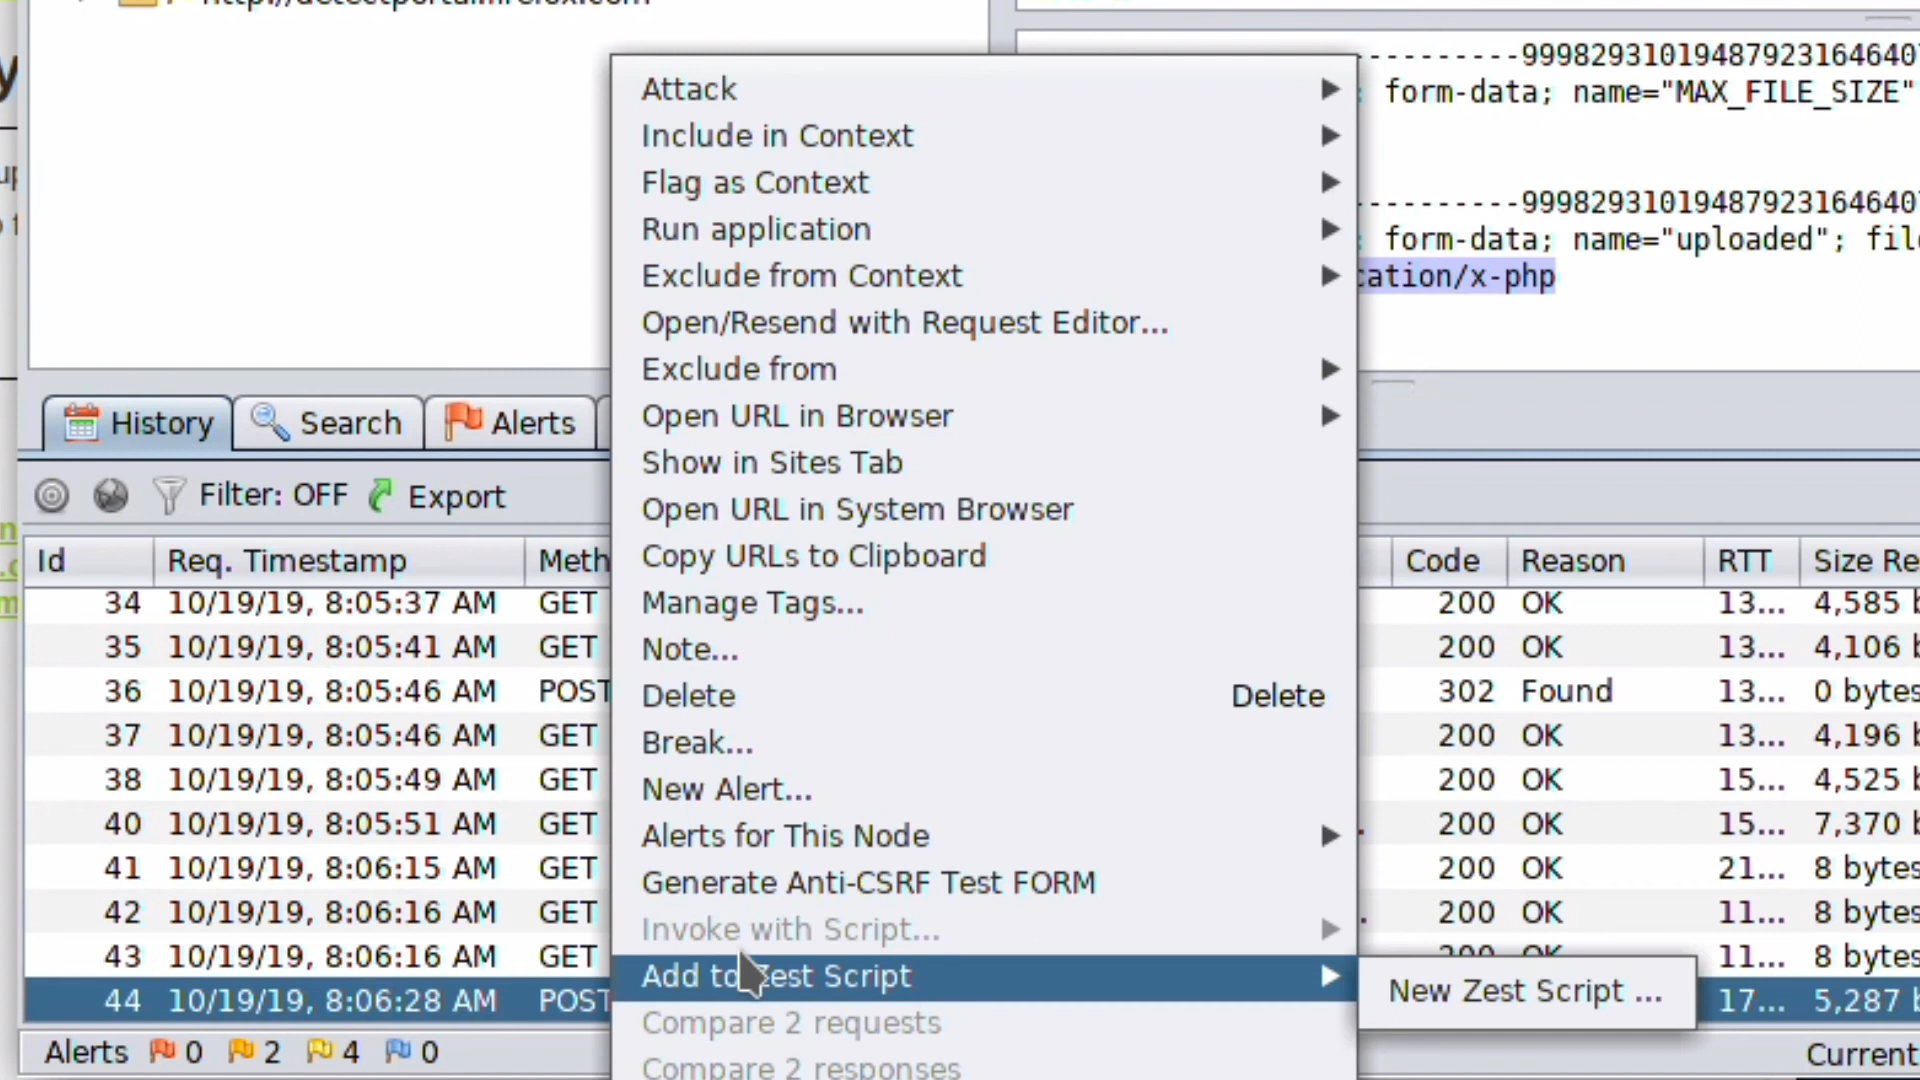 ----------99982931019487923164640
form-data; name="MAX_FILE_SIZE"
----------99982931019487923164640
form-data; name="uploaded";
cation/x-php
Attack
Include in Context
Flag as Context
Run application
Exclude from Context
Open/Resend with Request Editor...
Exclude from
Open URL in Browser
Show in Sites Tab
Open URL in System Browser
Copy URLs to Clipboard
Manage Tags...
Note...
Delete Delete
Break...
New Alert...
Alerts for This Node
Generate Anti-CSRF Test FORM
Invoke with Script...
Add to Zest Script
New Zest Script ...
Compare 2 requests
Compare 2 responses
History Search Alerts
Filter: OFF Export
Id Req. Timestamp Meth Code Reason RTT Size Re
34 10/19/19, 8:05:37 AM GET 200 OK 13... 4,585 b
35 10/19/19, 8:05:41 AM GET 200 OK 13... 4,106 b
36 10/19/19, 8:05:46 AM POST 302 Found 13... 0 bytes
37 10/19/19, 8:05:46 AM GET 200 OK 13... 4,196 b
38 10/19/19, 8:05:49 AM GET 200 OK 15... 4,525 b
40 10/19/19, 8:05:51 AM GET 200 OK 15... 7,370 b
41 10/19/19, 8:06:15 AM GET 200 OK 21... 8 bytes
42 10/19/19, 8:06:16 AM GET 200 OK 11... 8 bytes
43 10/19/19, 8:06:16 AM GET 200 OK 11... 8 bytes
44 10/19/19, 8:06:28 AM POST 17... 5,287 b
Alerts 0 2 4 0 Current